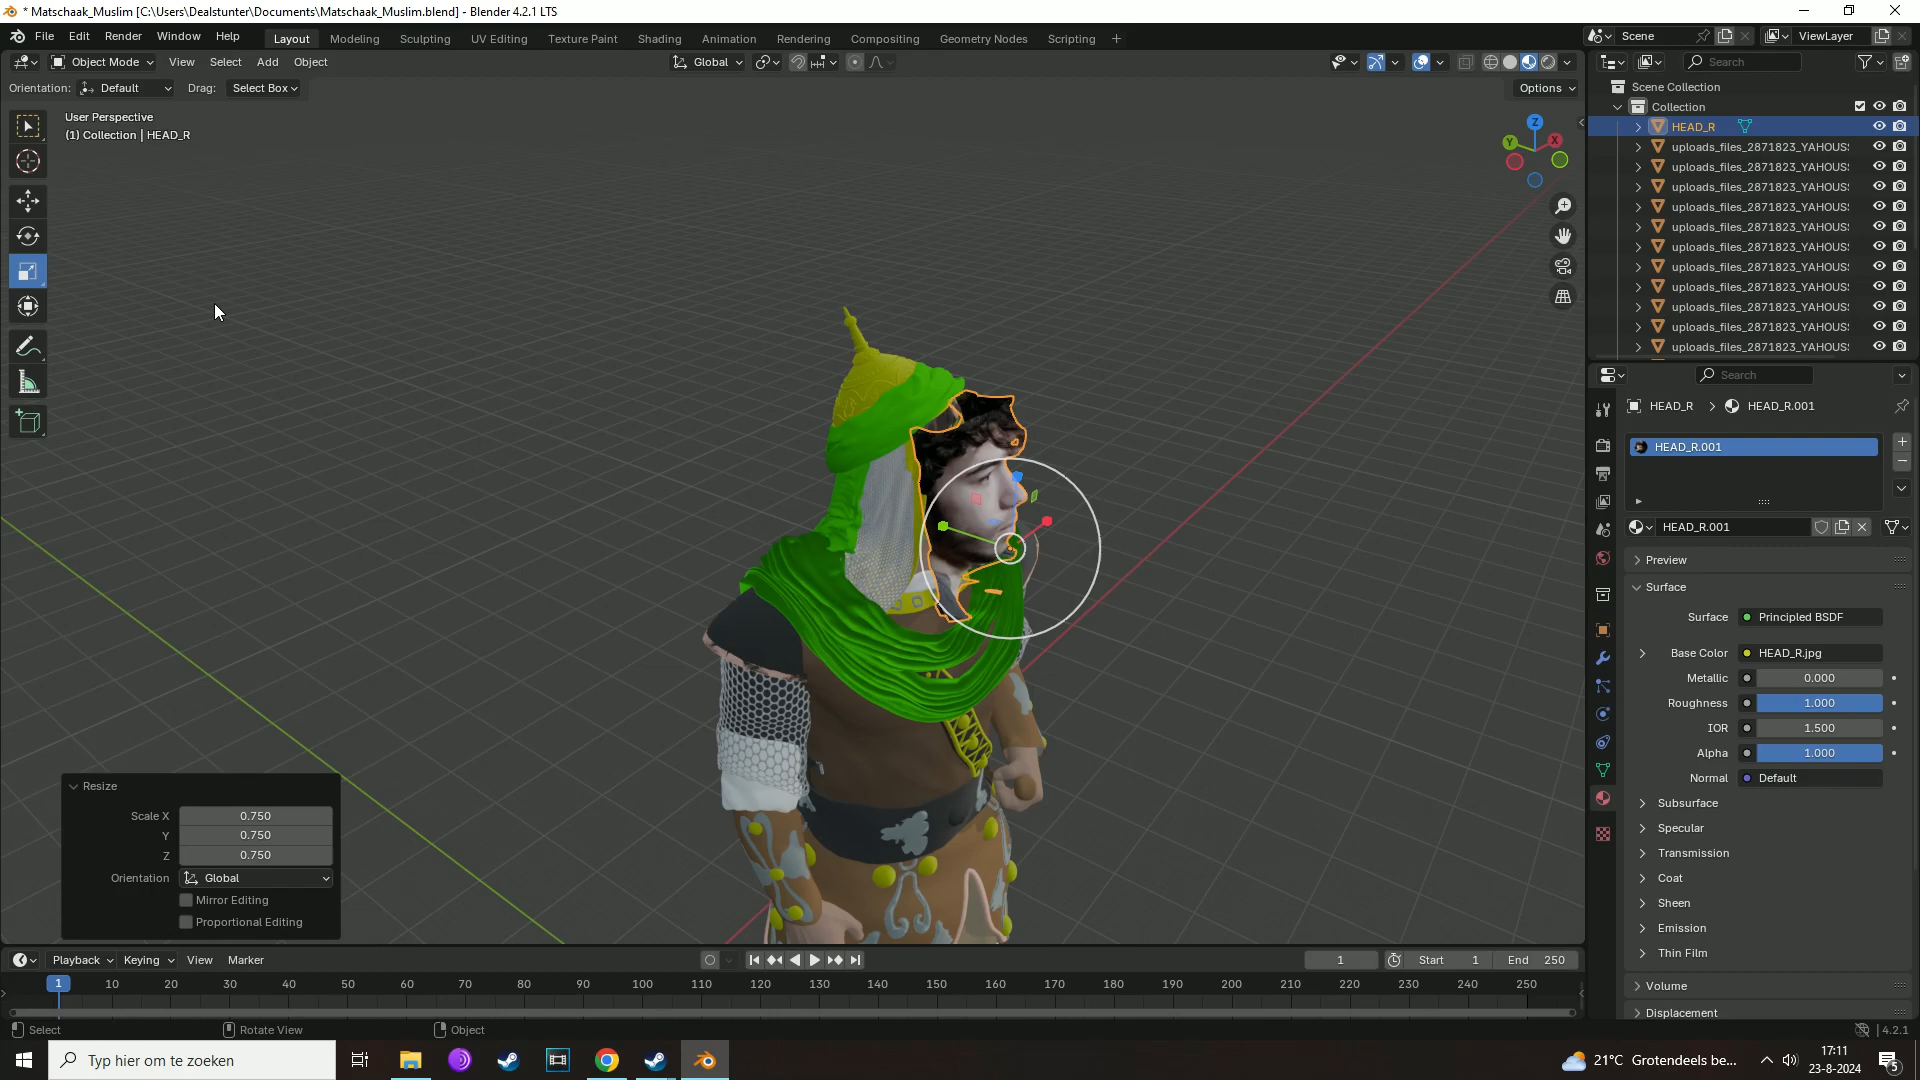 * Matschaak_Muslim [C:\Users\Dealstunter\Documents\Matschaak_Muslim.blend] - Blender 4.2.1 LTS
File Edit Render Window Help Layout Modeling Sculpting UV Editing Texture Paint Shading Animation Rendering Compositing Geometry Nodes Scripting + Scene ViewLayer
Object Mode View Select Add Object Global Search
Orientation: Default Drag: Select Box Options
User Perspective
(1) Collection | HEAD_R
Z
Y
X
Scene Collection
Collection
HEAD_R
uploads_files_2871823_YAHOUS
uploads_files_2871823_YAHOUS
uploads_files_2871823_YAHOUS
uploads_files_2871823_YAHOUS
uploads_files_2871823_YAHOUS
uploads_files_2871823_YAHOUS
uploads_files_2871823_YAHOUS
uploads_files_2871823_YAHOUS
uploads_files_2871823_YAHOUS
uploads_files_2871823_YAHOUS
uploads_files_2871823_YAHOUS
Search
HEAD_R > HEAD_R.001
HEAD_R.001
HEAD_R.001
Preview
Surface
Surface Principled BSDF
Base Color HEAD_R.jpg
Metallic 0.000
Roughness 1.000
IOR 1.500
Alpha 1.000
Normal Default
Subsurface
Specular
Transmission
Coat
Sheen
Emission
Thin Film
Volume
Displacement
Resize
Scale X 0.750
Y 0.750
Z 0.750
Orientation Global
Mirror Editing
Proportional Editing
Playback Keying View Marker 1 Start 1 End 250
1 10 20 30 40 50 60 70 80 90 100 110 120 130 140 150 160 170 180 190 200 210 220 230 240 250
Select Rotate View Object 4.2.1
Typ hier om te zoeken 21°C Grotendeels be... 17:11
23-8-2024
5